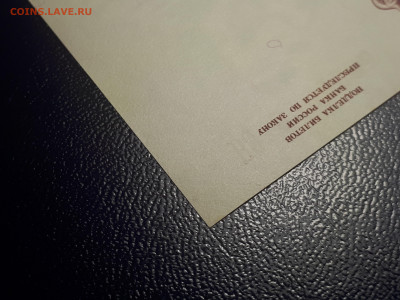 COINS.LAVE.RU
ПОДДЕЛКА БИЛЕТОВ
БАНКА РОССИИ
ПРЕСЛЕДУЕТСЯ ПО ЗАКОНУ